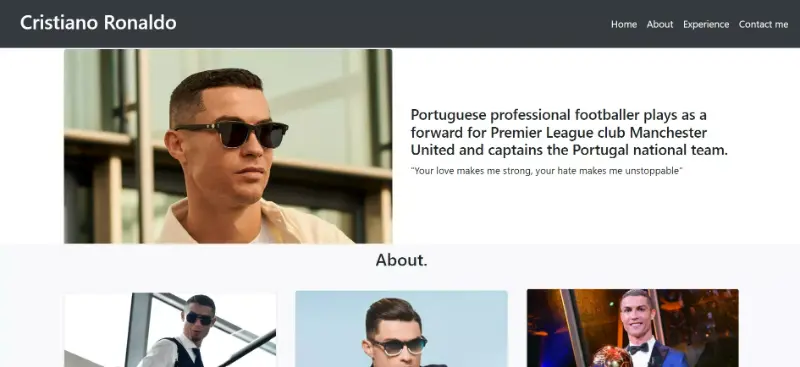 Cristiano Ronaldo
Home About Experience Contact me
Portuguese professional footballer plays as a
forward for Premier League club Manchester
United and captains the Portugal national team.
"Your love makes me strong, your hate makes me unstoppable"
About.